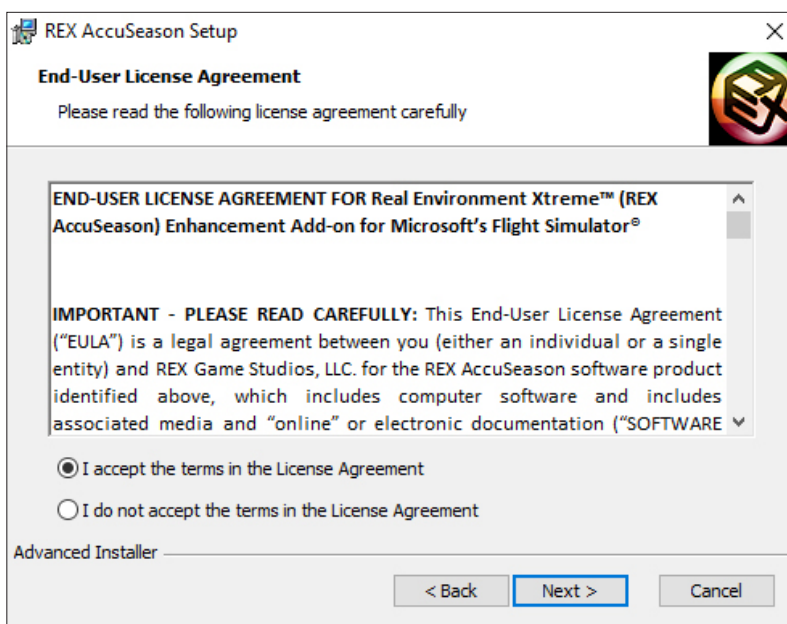 REX AccuSeason Setup
End-User License Agreement
Please read the following license agreement carefully
REX
END-USER LICENSE AGREEMENT FOR Real Environment Xtreme™ (REX
AccuSeason) Enhancement Add-on for Microsoft’s Flight Simulator®
IMPORTANT - PLEASE READ CAREFULLY: This End-User License Agreement
(“EULA”) is a legal agreement between you (either an individual or a single
entity) and REX Game Studios, LLC. for the REX AccuSeason software product
identified above, which includes computer software and includes
associated media and “online” or electronic documentation (“SOFTWARE
I accept the terms in the License Agreement
I do not accept the terms in the License Agreement
Advanced Installer
< Back
Next >
Cancel